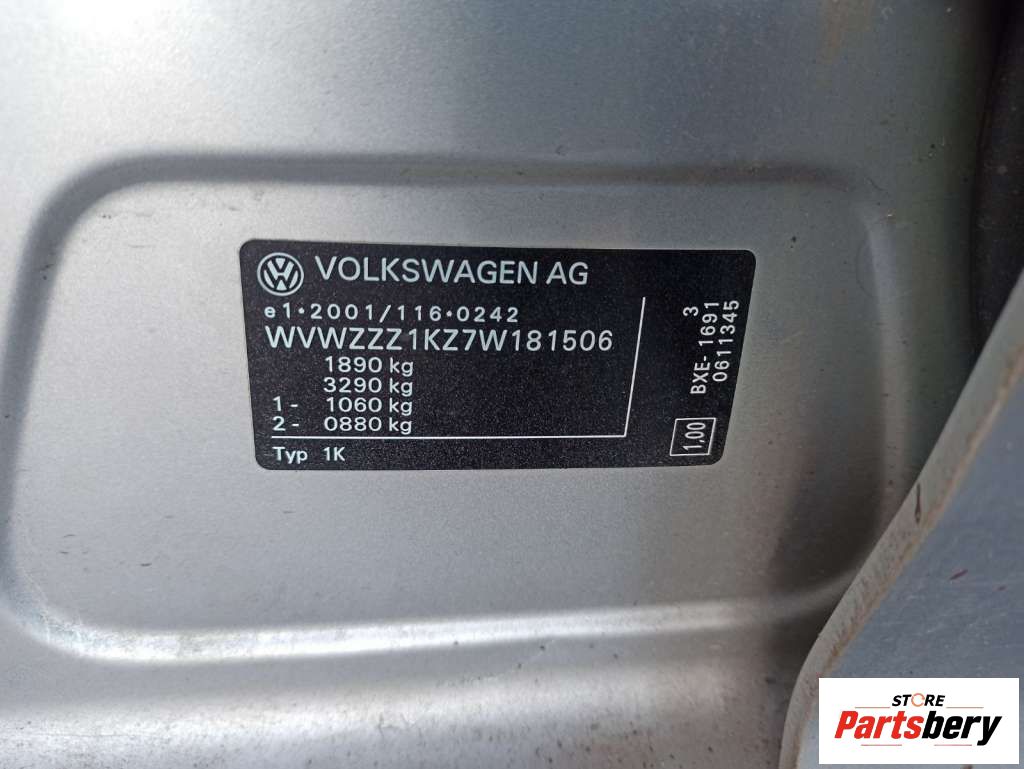 VOLKSWAGEN AG
e1•2001/116•0242
WVWZZZ1KZ7W181506
1890 kg
3290 kg
1- 1060 kg
2- 0880 kg
Typ 1K
3
BXE-1691
0611345
1,00
STORE
Partsbery